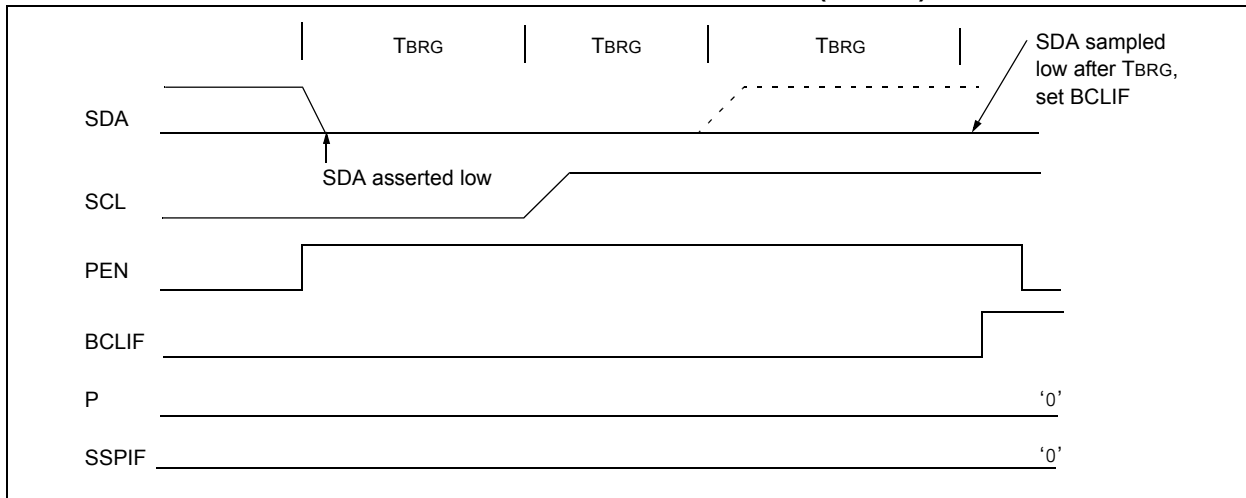 TBRG TBRG TBRG
SDA sampled
low after TBRG,
set BCLIF
SDA
SDA asserted low
SCL
PEN
BCLIF
P ‘0’
SSPIF ‘0’